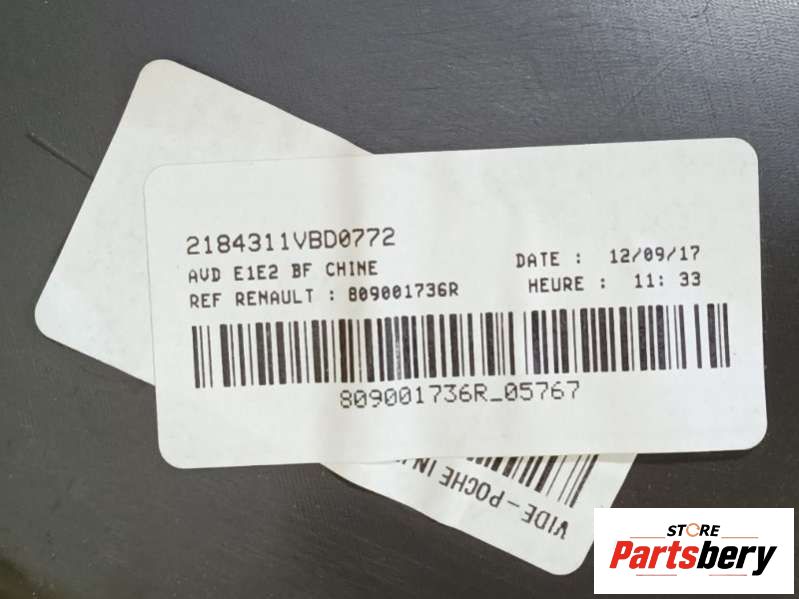 2184311VBD0772
AVD E1E2 BF CHINE
REF RENAULT : 809001736R
DATE : 12/09/17
HEURE : 11: 33
809001736R_05767
VIDE-POCHE
STORE
Partsbery